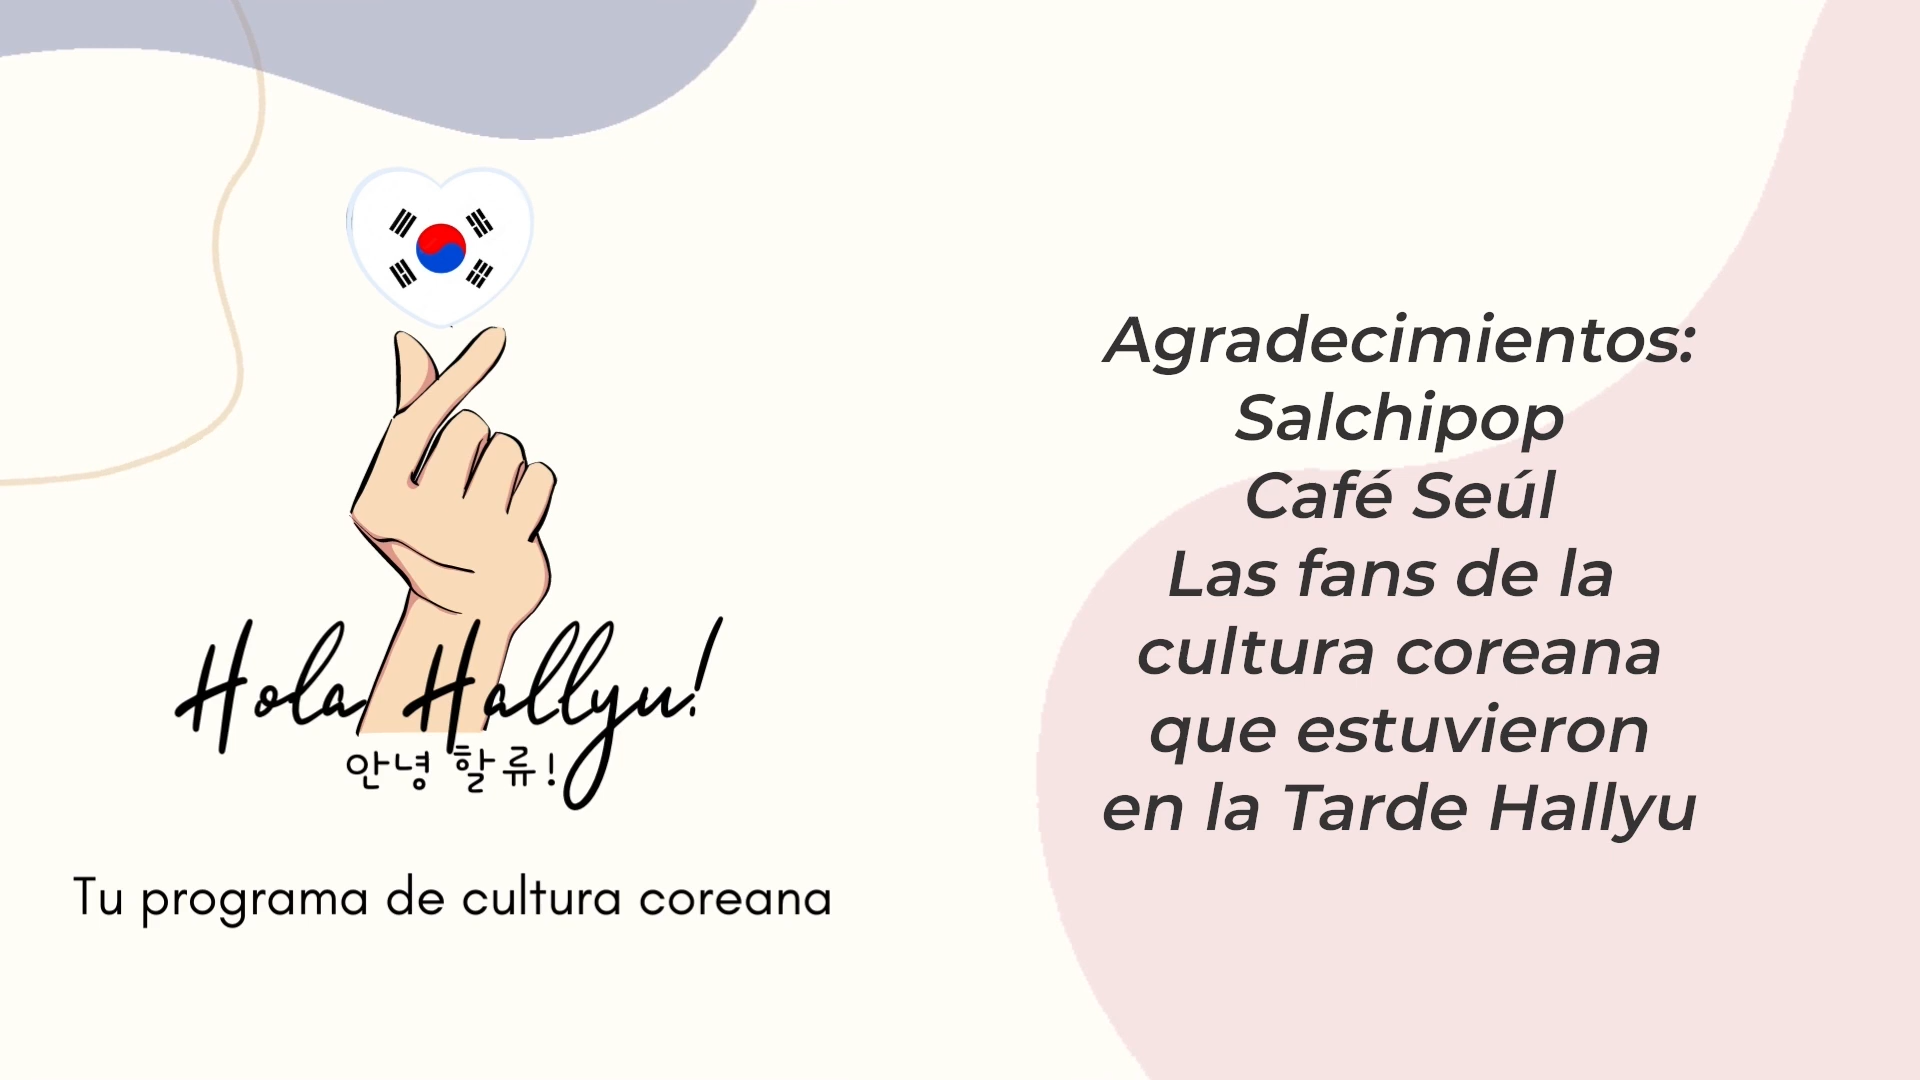 Hola Hallyu!
안녕 할류!
Tu programa de cultura coreana
Agradecimientos:
Salchipop
Café Seúl
Las fans de la
cultura coreana
que estuvieron
en la Tarde Hallyu